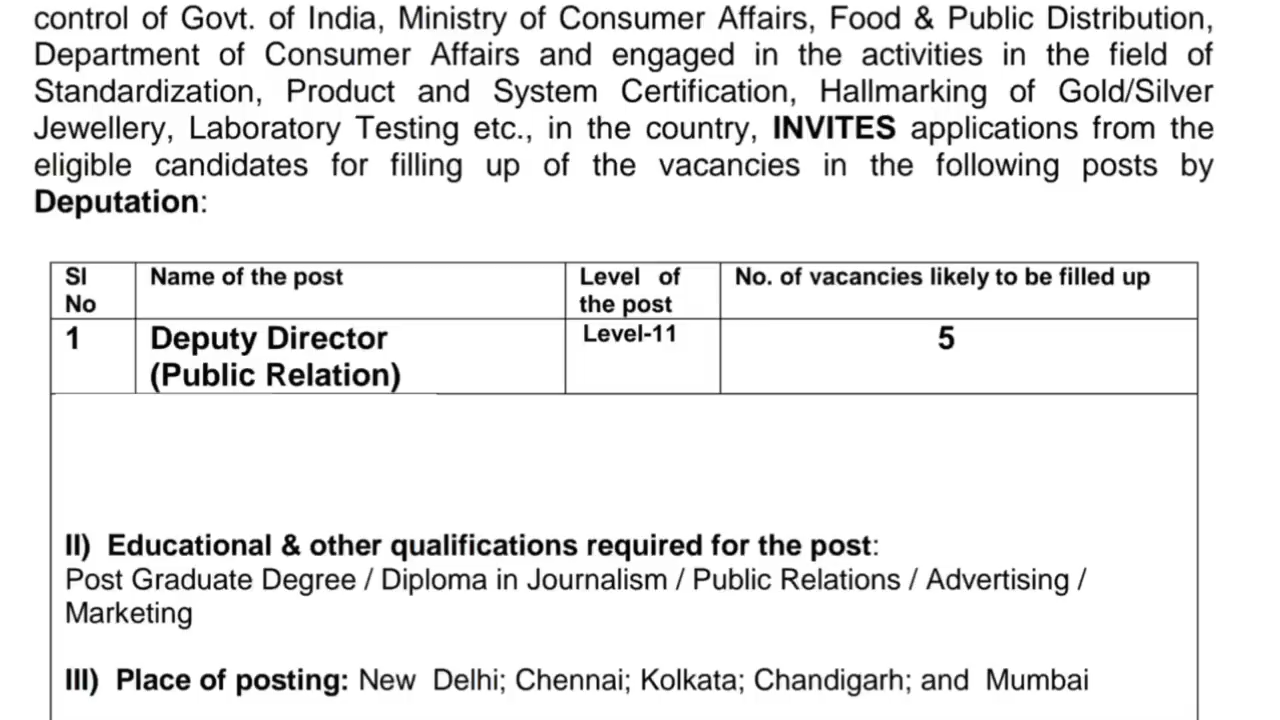 control of Govt. of India, Ministry of Consumer Affairs, Food & Public Distribution,
Department of Consumer Affairs and engaged in the activities in the field of
Standardization, Product and System Certification, Hallmarking of Gold/Silver
Jewellery, Laboratory Testing etc., in the country, INVITES applications from the
eligible candidates for filling up of the vacancies in the following posts by
Deputation:
Sl No Name of the post Level of the post No. of vacancies likely to be filled up
1 Deputy Director (Public Relation) Level-11 5
II) Educational & other qualifications required for the post:
Post Graduate Degree / Diploma in Journalism / Public Relations / Advertising /
Marketing
III) Place of posting: New Delhi; Chennai; Kolkata; Chandigarh; and Mumbai